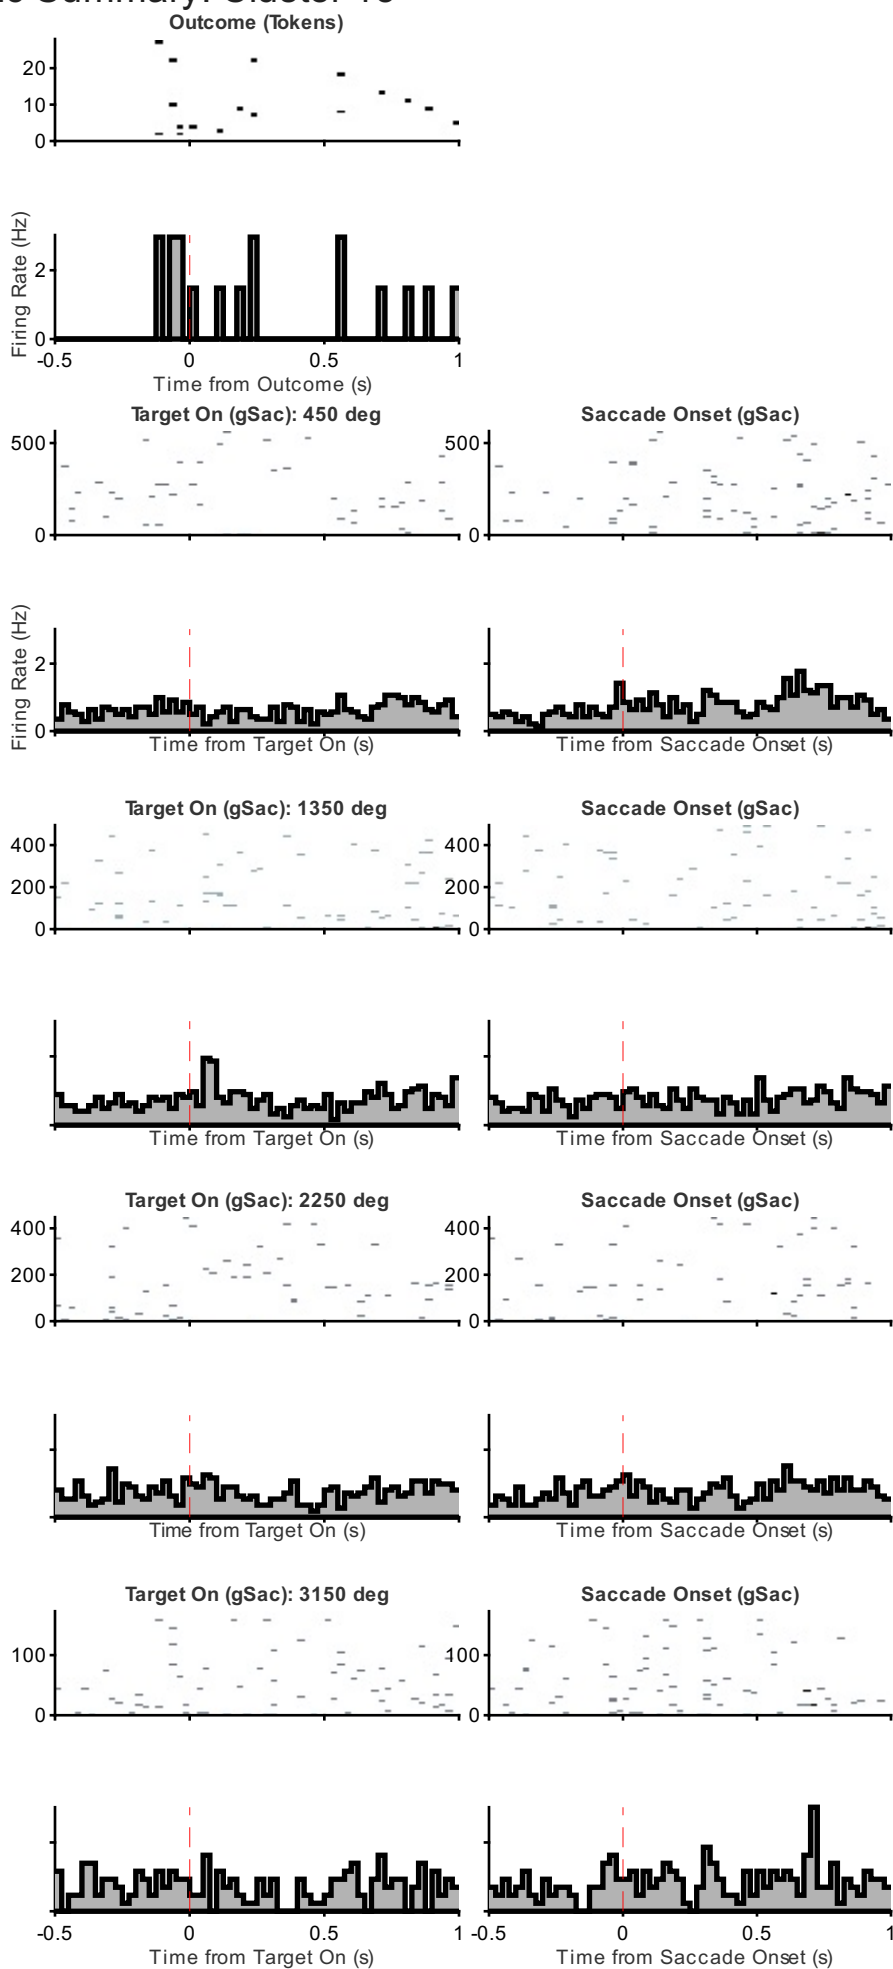 Summary: Cluster
Outcome (Tokens)
20
10
0
Firing Rate (Hz)
2
0
-0.5 0 0.5 1
Time from Outcome (s)
Target On (gSac): 450 deg Saccade Onset (gSac)
500 500
0 0
Firing Rate (Hz)
2
0
Time from Target On (s) Time from Saccade Onset (s)
Target On (gSac): 1350 deg Saccade Onset (gSac)
400 400
200 200
0 0
Time from Target On (s) Time from Saccade Onset (s)
Target On (gSac): 2250 deg Saccade Onset (gSac)
400 400
200 200
0 0
Time from Target On (s) Time from Saccade Onset (s)
Target On (gSac): 3150 deg Saccade Onset (gSac)
100 100
0 0
-0.5 0 0.5 1 -0.5 0 0.5 1
Time from Target On (s) Time from Saccade Onset (s)